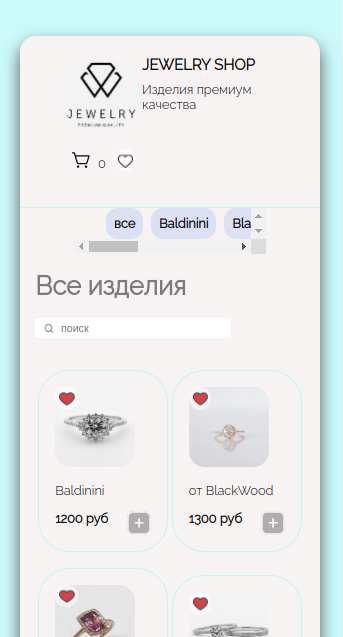 JEWELRY
PREMIUM QUALITY
JEWELRY SHOP
Изделия премиум
качества
0
все Baldinini Bla
Все изделия
поиск
Baldinini от BlackWood
1200 руб 1300 руб